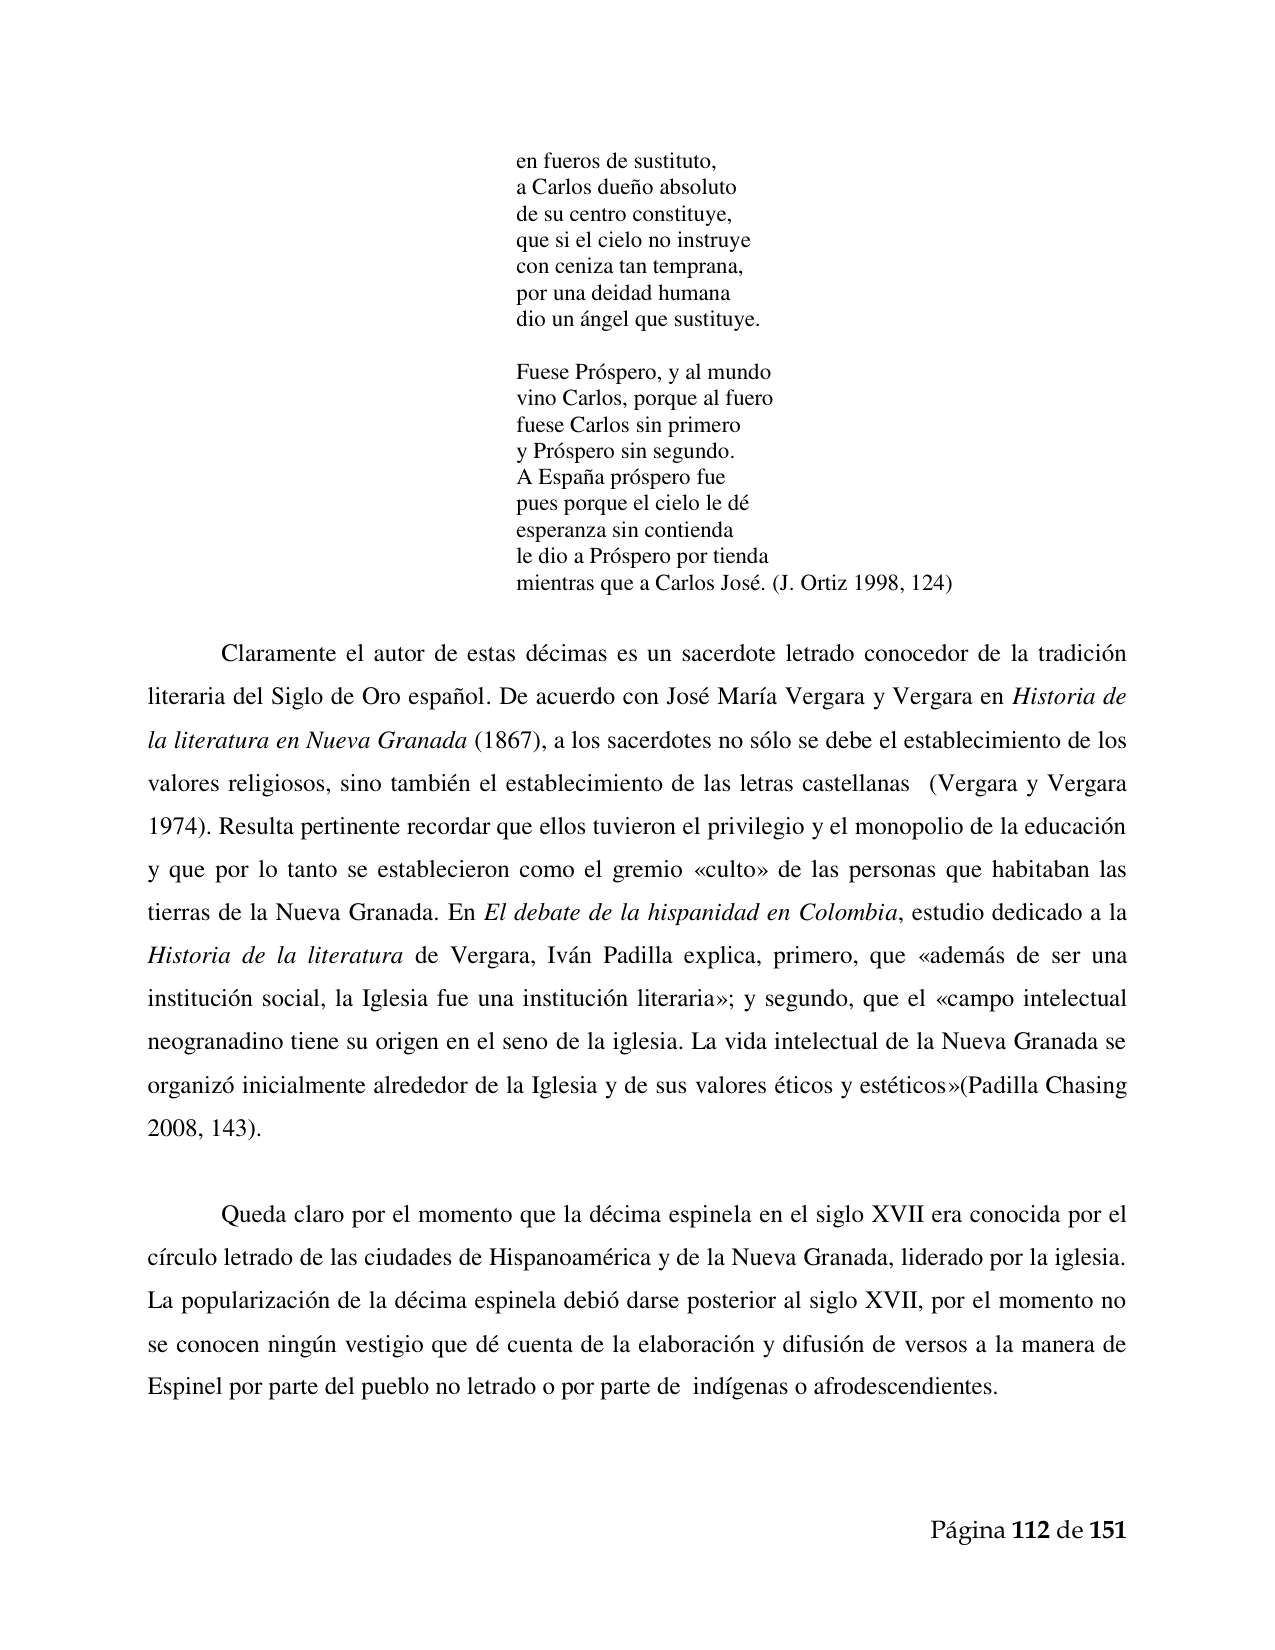 en fueros de sustituto,
a Carlos dueño absoluto
de su centro constituye,
que si el cielo no instruye
con ceniza tan temprana,
por una deidad humana
dio un ángel que sustituye.
Fuese Próspero, y al mundo
vino Carlos, porque al fuero
fuese Carlos sin primero
y Próspero sin segundo.
A España próspero fue
pues porque el cielo le dé
esperanza sin contienda
le dio a Próspero por tienda
mientras que a Carlos José. (J. Ortiz 1998, 124)
Claramente el autor de estas décimas es un sacerdote letrado conocedor de la tradición
literaria del Siglo de Oro español. De acuerdo con José María Vergara y Vergara en Historia de
la literatura en Nueva Granada (1867), a los sacerdotes no sólo se debe el establecimiento de los
valores religiosos, sino también el establecimiento de las letras castellanas (Vergara y Vergara
1974). Resulta pertinente recordar que ellos tuvieron el privilegio y el monopolio de la educación
y que por lo tanto se establecieron como el gremio «culto» de las personas que habitaban las
tierras de la Nueva Granada. En El debate de la hispanidad en Colombia, estudio dedicado a la
Historia de la literatura de Vergara, Iván Padilla explica, primero, que «además de ser una
institución social, la Iglesia fue una institución literaria»; y segundo, que el «campo intelectual
neogranadino tiene su origen en el seno de la iglesia. La vida intelectual de la Nueva Granada se
organizó inicialmente alrededor de la Iglesia y de sus valores éticos y estéticos»(Padilla Chasing
2008, 143).
Queda claro por el momento que la décima espinela en el siglo XVII era conocida por el
círculo letrado de las ciudades de Hispanoamérica y de la Nueva Granada, liderado por la iglesia.
La popularización de la décima espinela debió darse posterior al siglo XVII, por el momento no
se conocen ningún vestigio que dé cuenta de la elaboración y difusión de versos a la manera de
Espinel por parte del pueblo no letrado o por parte de indígenas o afrodescendientes.
Página 112 de 151